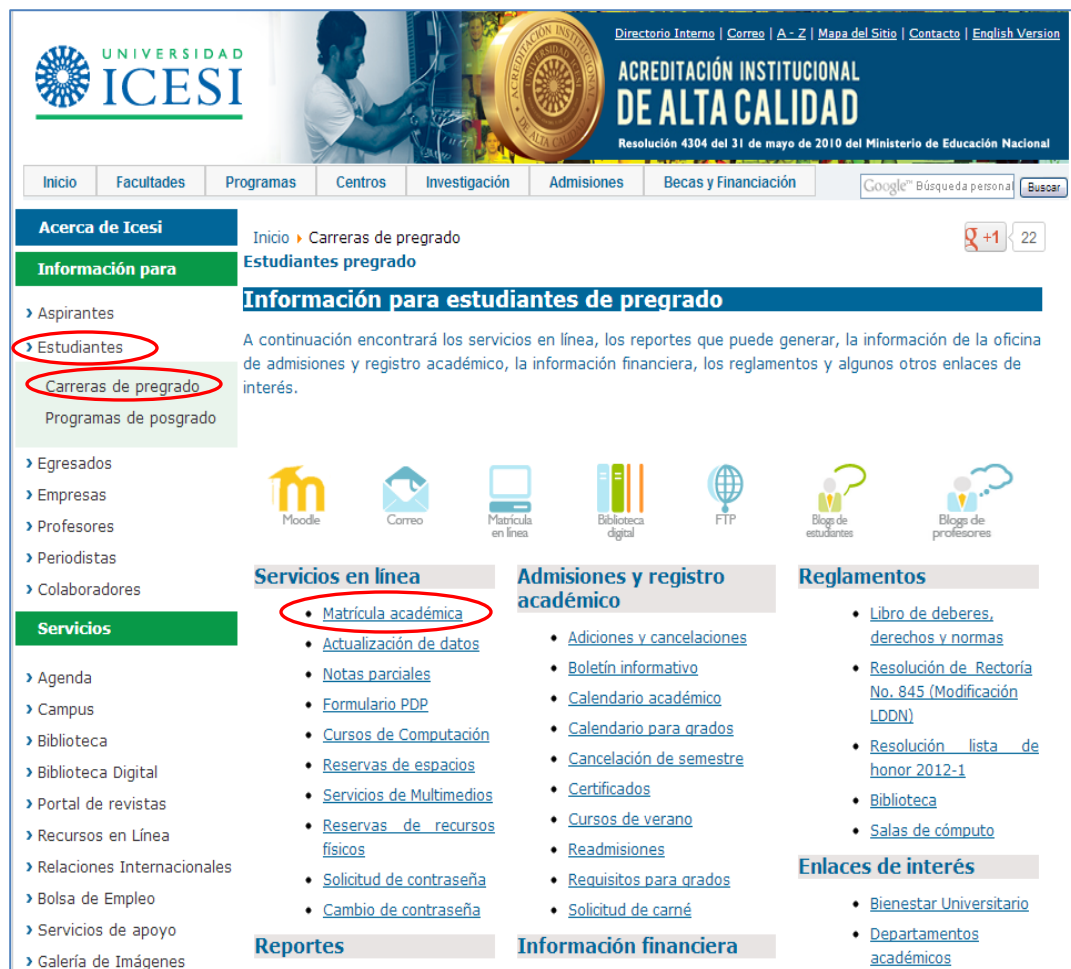 UNIVERSIDAD
ICESI
Directorio Interno | Correo | A - Z | Mapa del Sitio | Contacto | English Version
ACREDITACIÓN INSTITUCIONAL
DE ALTA CALIDAD
Resolución 4304 del 31 de mayo de 2010 del Ministerio de Educación Nacional
Inicio
Facultades
Programas
Centros
Investigación
Admisiones
Becas y Financiación
Google™ Búsqueda personal
Buscar
Acerca de Icesi
Información para
› Aspirantes
› Estudiantes
Carreras de pregrado
Programas de posgrado
› Egresados
› Empresas
› Profesores
› Periodistas
› Colaboradores
Servicios
› Agenda
› Campus
› Biblioteca
› Biblioteca Digital
› Portal de revistas
› Recursos en Línea
› Relaciones Internacionales
› Bolsa de Empleo
› Servicios de apoyo
› Galería de Imágenes
Inicio › Carreras de pregrado
Estudiantes pregrado
g +1
22
Información para estudiantes de pregrado
A continuación encontrará los servicios en línea, los reportes que puede generar, la información de la oficina
de admisiones y registro académico, la información financiera, los reglamentos y algunos otros enlaces de
interés.
Moodle
Correo
Matrícula
en línea
Biblioteca
digital
FTP
Blogs de
estudiantes
Blogs de
profesores
Servicios en línea
• Matrícula académica
• Actualización de datos
• Notas parciales
• Formulario PDP
• Cursos de Computación
• Reservas de espacios
• Servicios de Multimedios
• Reservas de recursos
físicos
• Solicitud de contraseña
• Cambio de contraseña
Reportes
Admisiones y registro
académico
• Adiciones y cancelaciones
• Boletín informativo
• Calendario académico
• Calendario para grados
• Cancelación de semestre
• Certificados
• Cursos de verano
• Readmisiones
• Requisitos para grados
• Solicitud de carné
Información financiera
Reglamentos
• Libro de deberes,
derechos y normas
• Resolución de Rectoría
No. 845 (Modificación
LDDN)
• Resolución lista de
honor 2012-1
• Biblioteca
• Salas de cómputo
Enlaces de interés
• Bienestar Universitario
• Departamentos
académicos